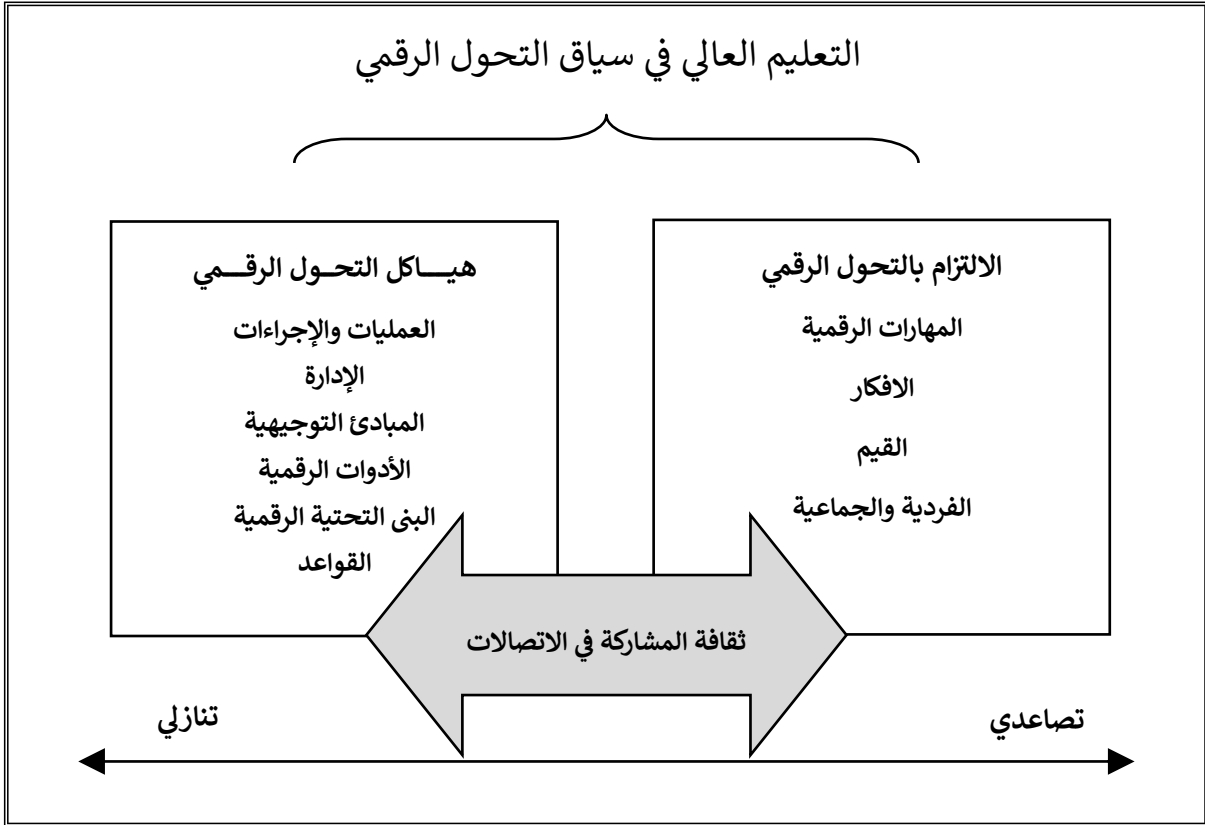 التعليم العالي في سياق التحول الرقمي
الالتزام بالتحول الرقمي
المهارات الرقمية
الافكار
القيم
الفردية والجماعية
هيـــاكل التحــول الرقـــمي
العمليات والإجراءات
الإدارة
المبادئ التوجيهية
الأدوات الرقمية
البنى التحتية الرقمية
القواعد
ثقافة المشاركة في الاتصالات
تصاعدي
تنازلي